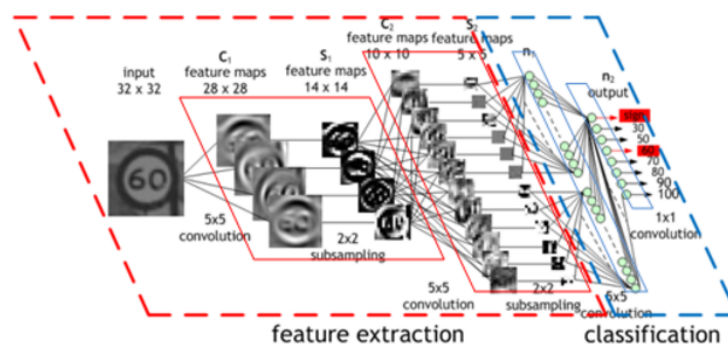 input
32 x 32
C1
feature maps
28 x 28
S1
feature maps
14 x 14
C2
feature maps
10 x 10
S2
feature maps
5 x 5
n1
n2
output
60
sign
30
50
60
70
80
90
100
5x5
convolution
2x2
subsampling
5x5
convolution
2x2
subsampling
5x5
convolution
1x1
convolution
feature extraction
classification